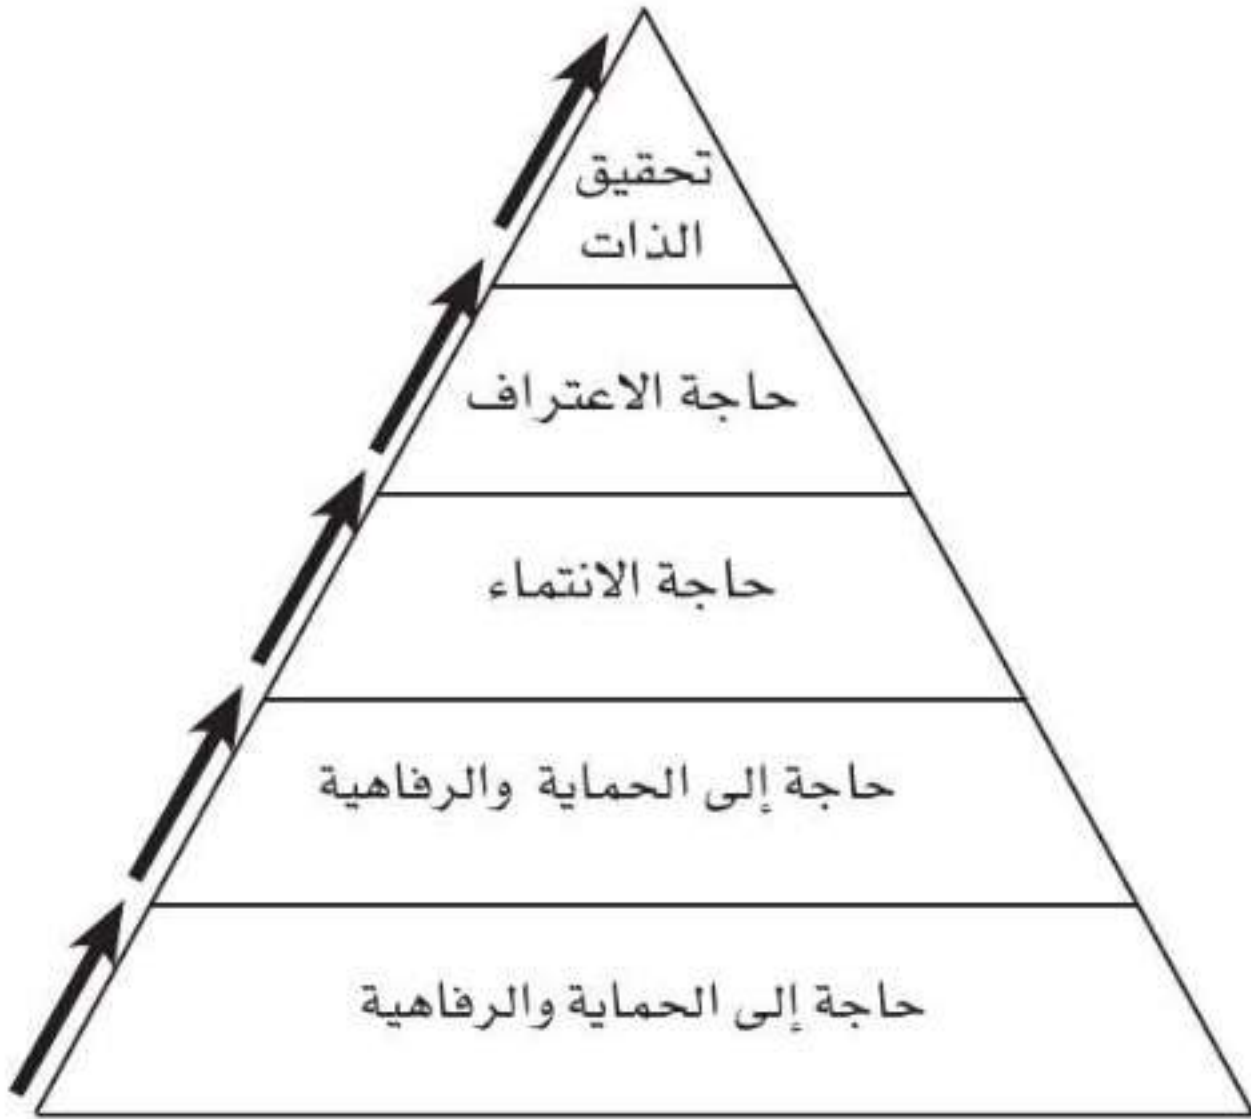 تحقيق
الذات
حاجة الاعتراف
حاجة الانتماء
حاجة إلى الحماية والرفاهية
حاجة إلى الحماية والرفاهية